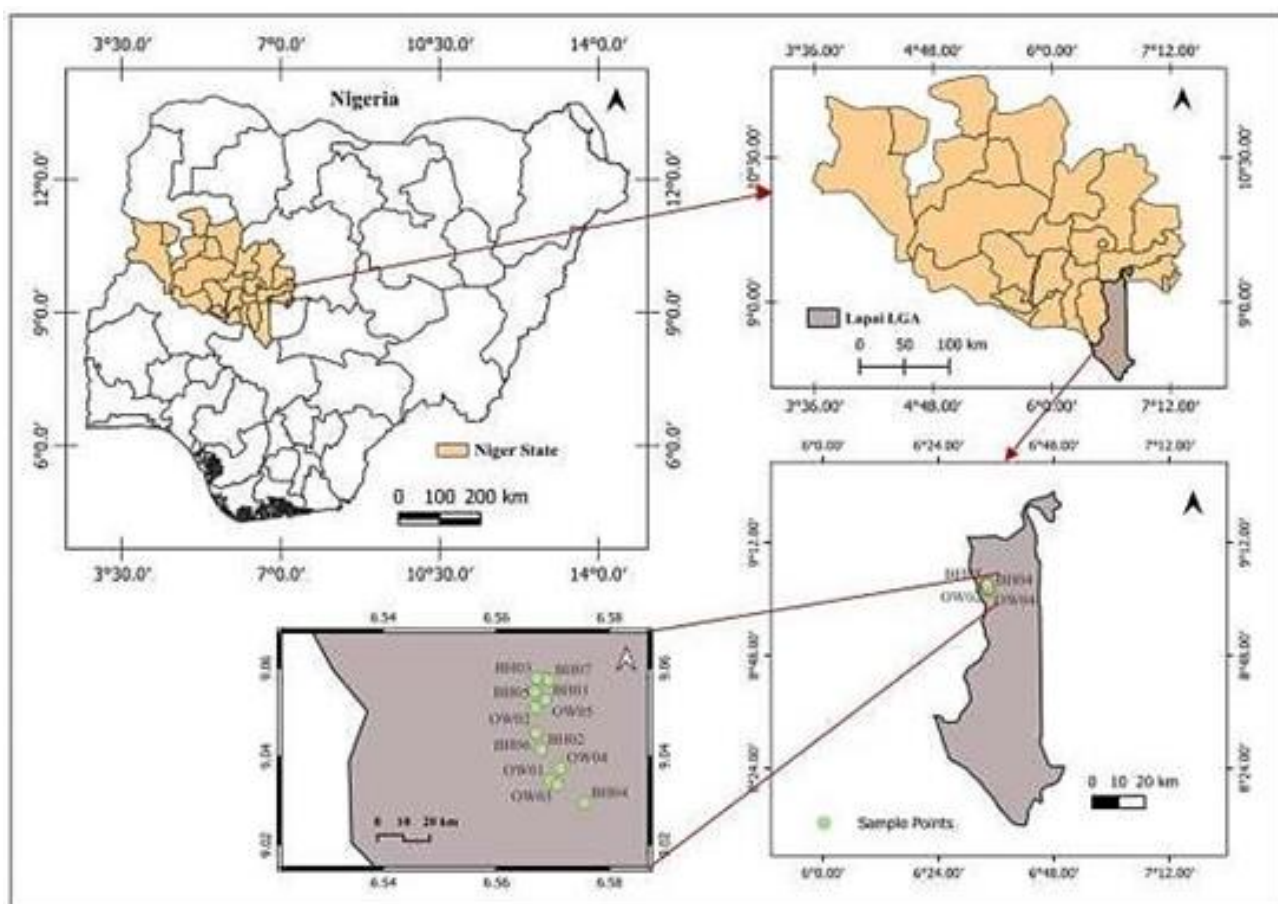 3°30.0′ 7°0.0′ 10°30.0′ 14°0.0′
Nigeria
12°0.0′ 12°0.0′
9°0.0′ 9°0.0′
6°0.0′ 6°0.0′
Niger State
0 100 200 km
3°30.0′ 7°0.0′ 10°30.0′ 14°0.0′
3°36.00′ 4°48.00′ 6°0.00′ 7°12.00′
10°30.00′ 10°30.00′
9°0.00′ 9°0.00′
Lapai LGA
0 50 100 km
3°36.00′ 4°48.00′ 6°0.00′ 7°12.00′
6°0.00′ 6°24.00′ 6°48.00′ 7°12.00′
9°12.00′ 9°12.00′
BH04
OW04
8°48.00′ 8°48.00′
8°24.00′ 8°24.00′
0 10 20 km
Sample Points
6°0.00′ 6°24.00′ 6°48.00′ 7°12.00′
6.54 6.56 6.58
9.06 9.06
BH03 BH07
BH05 BH01
OW02 OW05
BH06 BH02
9.04 9.04
OW01 OW04
OW03 BH04
0 10 20 km
9.02 9.02
6.54 6.56 6.58